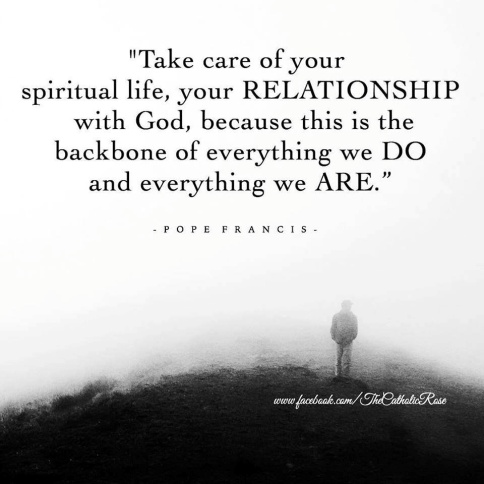 "Take care of your
spiritual life, your RELATIONSHIP
with God, because this is the
backbone of everything we DO
and everything we ARE.”
- POPE FRANCIS -
www.facebook.com/TheCatholicRose